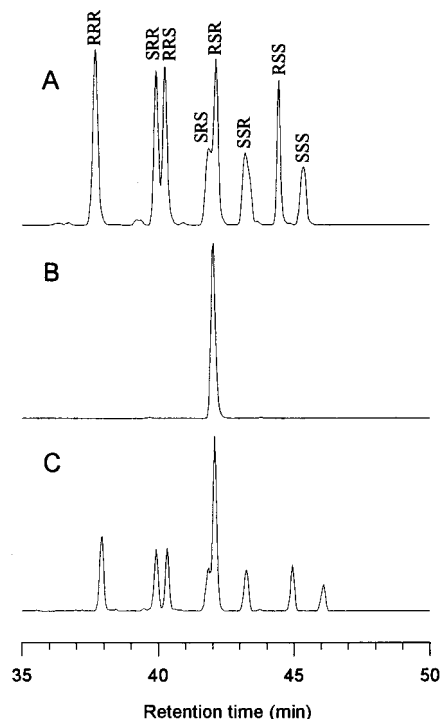 RRR
SRR
RRS
SRS
RSR
SSR
RSS
SSS
A
B
C
35 40 45 50
Retention time (min)